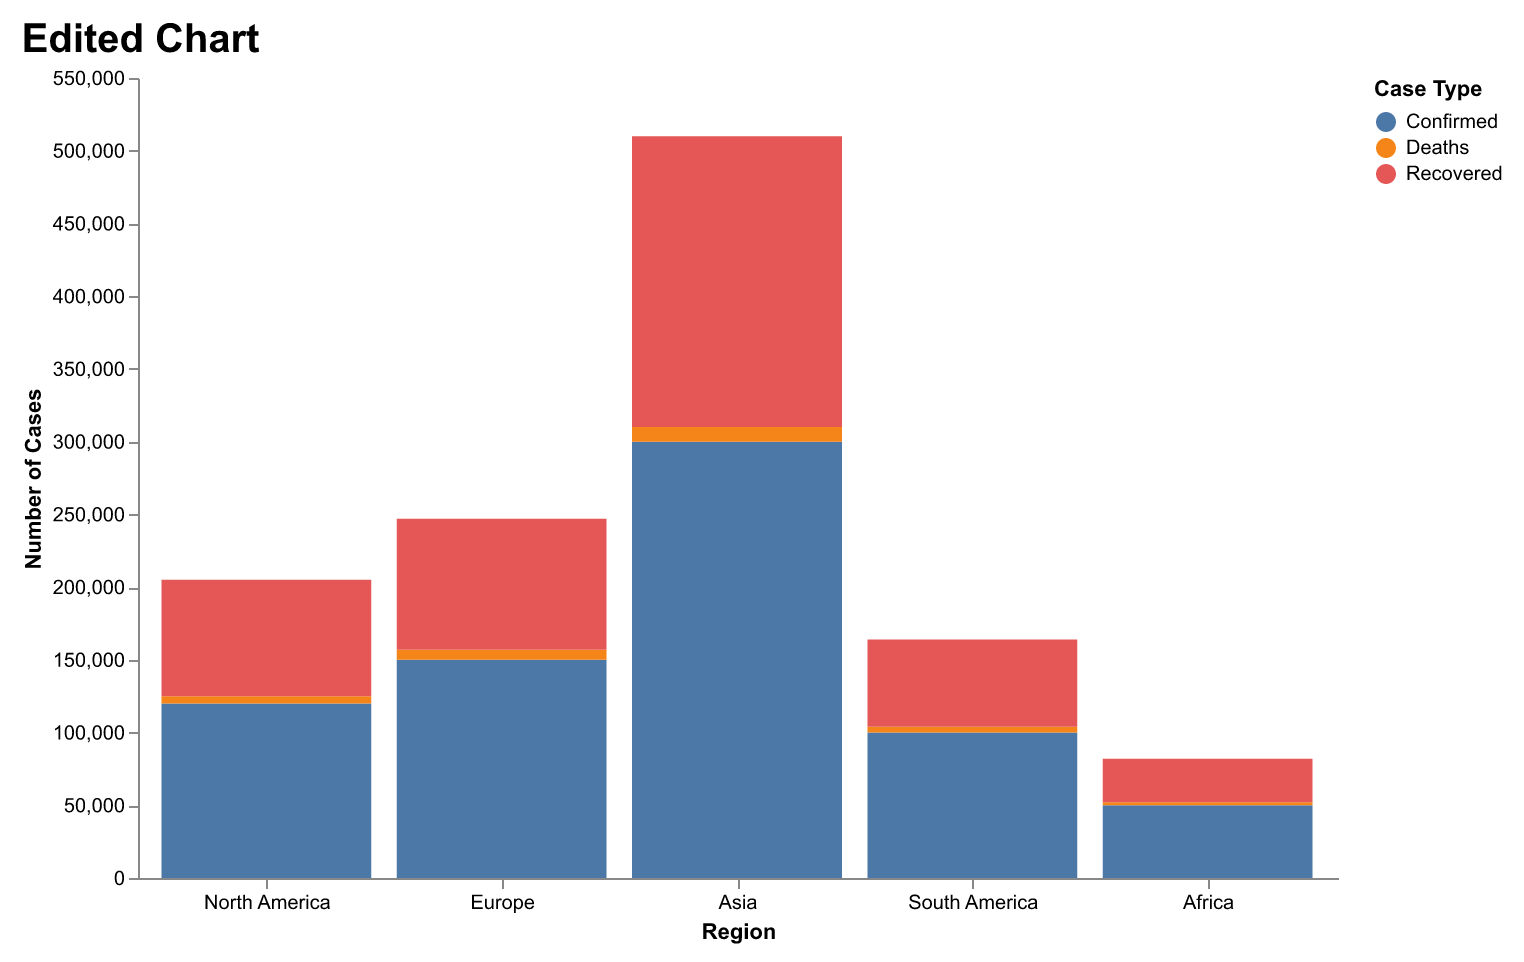 Edited Chart
550,000
500,000
450,000
400,000
350,000
300,000
250,000
200,000
150,000
100,000
50,000
0
Number of Cases
North America
Europe
Asia
South America
Africa
Region
Case Type
Confirmed
Deaths
Recovered